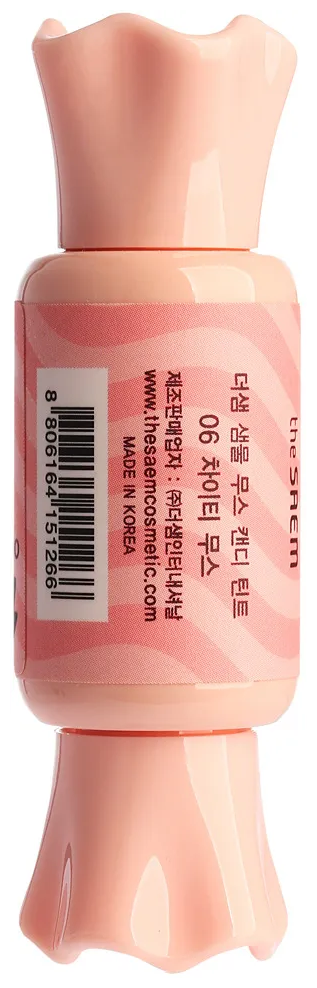 the SAEM
더샘 샘물 무스 캔디 틴트
06 차이티 무스
제조판매업자 : ㈜더샘인터내셔날
www.thesaemcosmetic.com
MADE IN KOREA
8 806164 151266